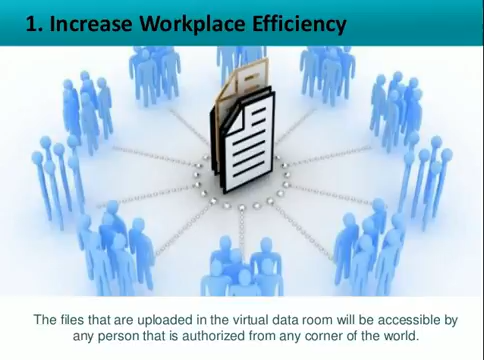 1. Increase Workplace Efficiency
The files that are uploaded in the virtual data room will be accessible by
any person that is authorized from any corner of the world.